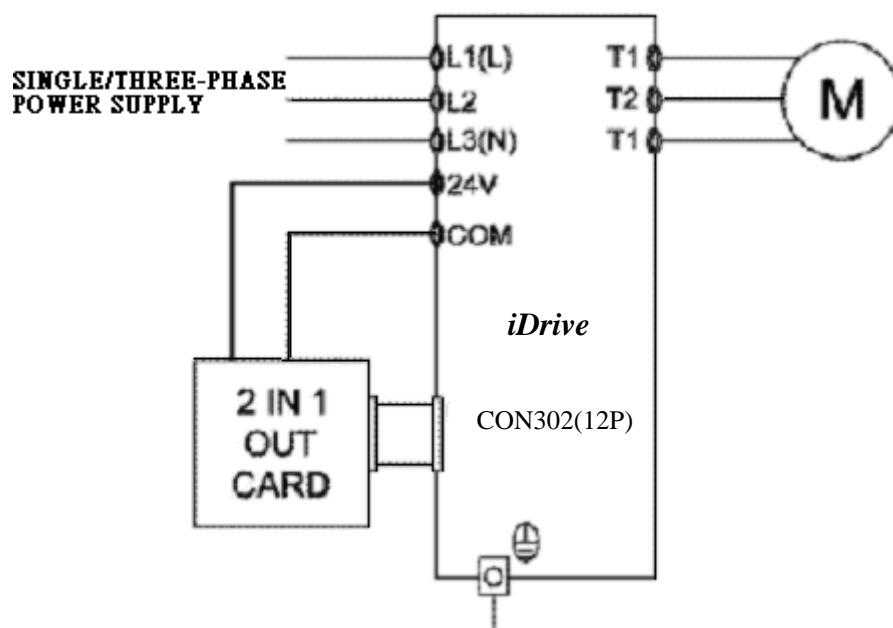 SINGLE/THREE-PHASE
POWER SUPPLY
L1(L)
L2
L3(N)
24V
COM
T1
T2
T1
M
iDrive
CON302(12P)
2 IN 1
OUT
CARD